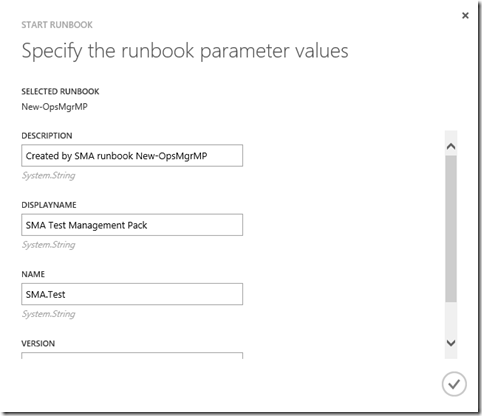 START RUNBOOK
Specify the runbook parameter values
SELECTED RUNBOOK
New-OpsMgrMP
DESCRIPTION
Created by SMA runbook New-OpsMgrMP
System.String
DISPLAYNAME
SMA Test Management Pack
System.String
NAME
SMA.Test
System.String
VERSION